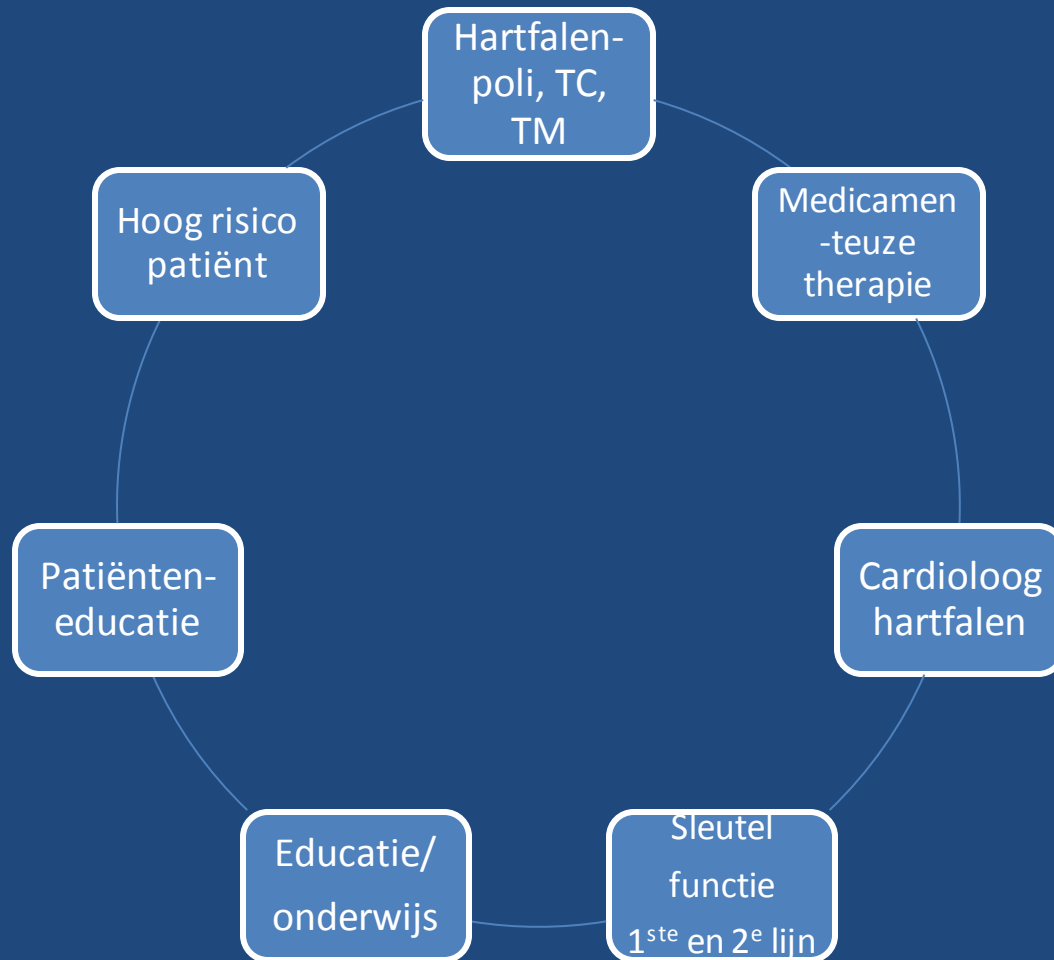 Hartfalen-
poli, TC,
TM
Medicamen
-teuze
therapie
Cardioloog
hartfalen
Sleutel
functie
1ste en 2e lijn
Educatie/
onderwijs
Patiënten-
educatie
Hoog risico
patiënt